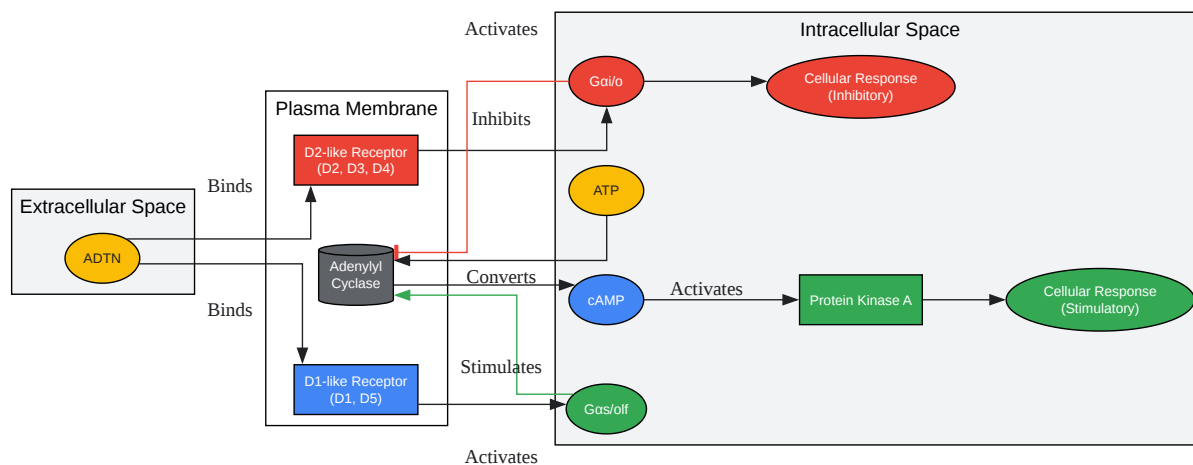 Activates
Intracellular Space
Gαi/o
Cellular Response
(Inhibitory)
Plasma Membrane
Inhibits
D2-like Receptor
(D2, D3, D4)
Binds
ATP
Extracellular Space
ADTN
Adenylyl
Cyclase
Converts
cAMP
Activates
Protein Kinase A
Cellular Response
(Stimulatory)
Binds
Stimulates
D1-like Receptor
(D1, D5)
Gαs/olf
Activates